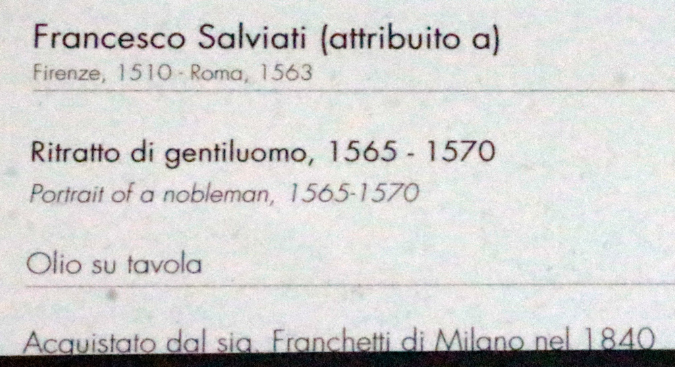 Francesco Salviati (attribuito a)
Firenze, 1510 - Roma, 1563
Ritratto di gentiluomo, 1565 - 1570
Portrait of a nobleman, 1565-1570
Olio su tavola
Acquistato dal sig. Franchetti di Milano nel 1840